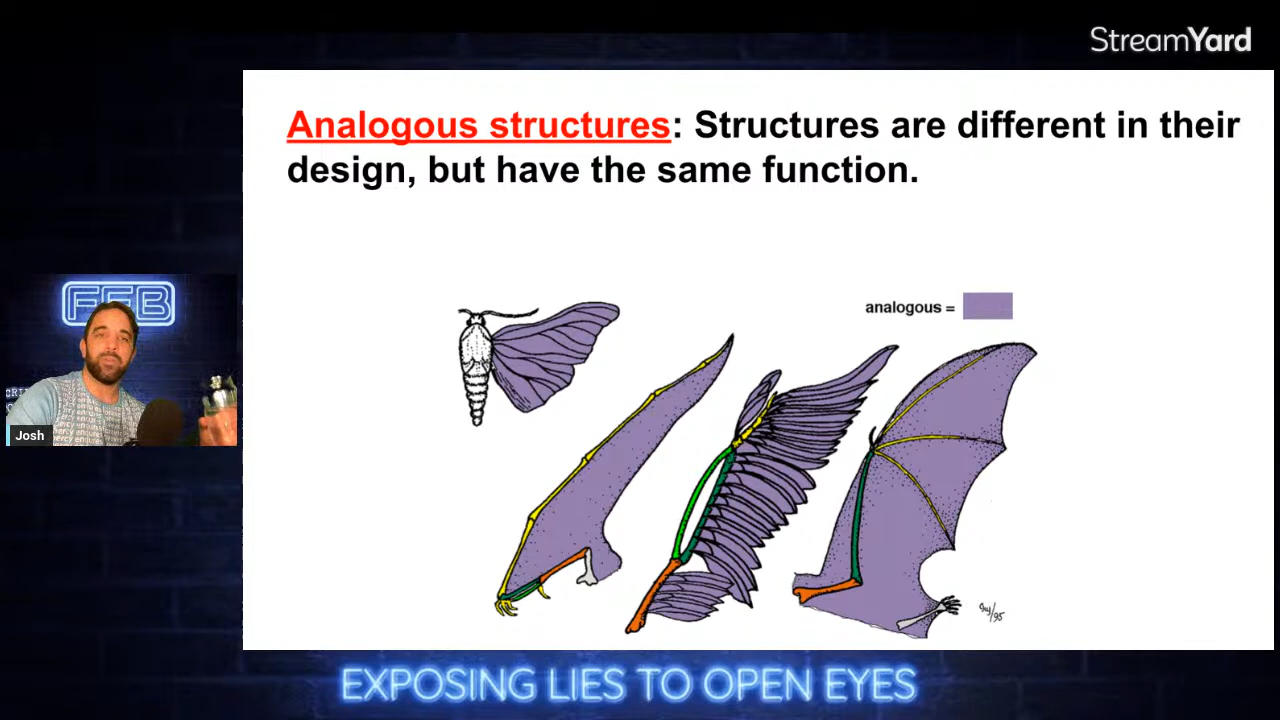 StreamYard
Analogous structures: Structures are different in their
design, but have the same function.
analogous =
FFB
Josh
EXPOSING LIES TO OPEN EYES